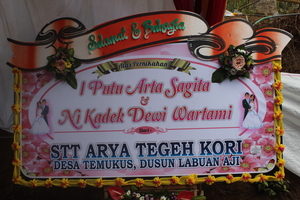 Selamat & Bahagia
Atas Pernikahan
I Putu Arta Sagita
&
Ni Kadek Dewi Wartami
Dari :
STT ARYA TEGEH KORI
DESA TEMUKUS, DUSUN LABUAN AJI